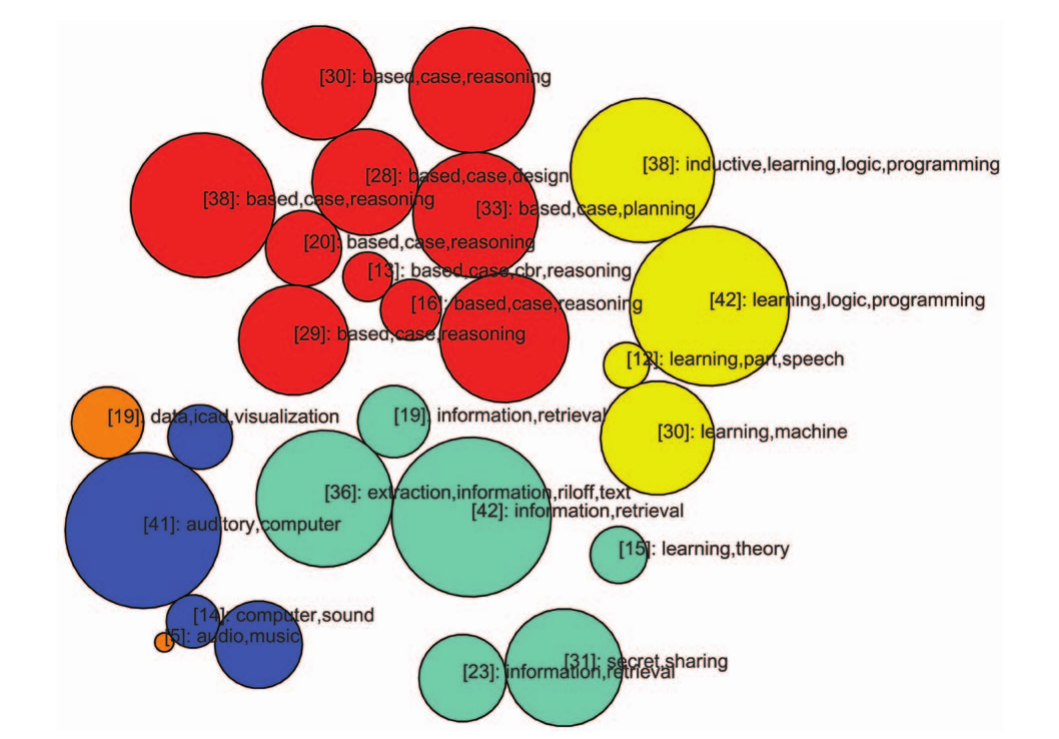 [30]: based,case,reasoning
[38]: inductive,learning,logic,programming
[28]: based,case,design
[38]: based,case,reasoning
[33]: based,case,planning
[20]: based,case,reasoning
[13]: based,case,cbr,reasoning
[16]: based,case,reasoning
[42]: learning,logic,programming
[29]: based,case,reasoning
[12]: learning,part,speech
[19]: data,icad,visualization
[19]: information,retrieval
[30]: learning,machine
[36]: extraction,information,riloff,text
[42]: information,retrieval
[41]: auditory,computer
[15]: learning,theory
[14]: computer,sound
[5]: audio,music
[31]: secret,sharing
[23]: information,retrieval